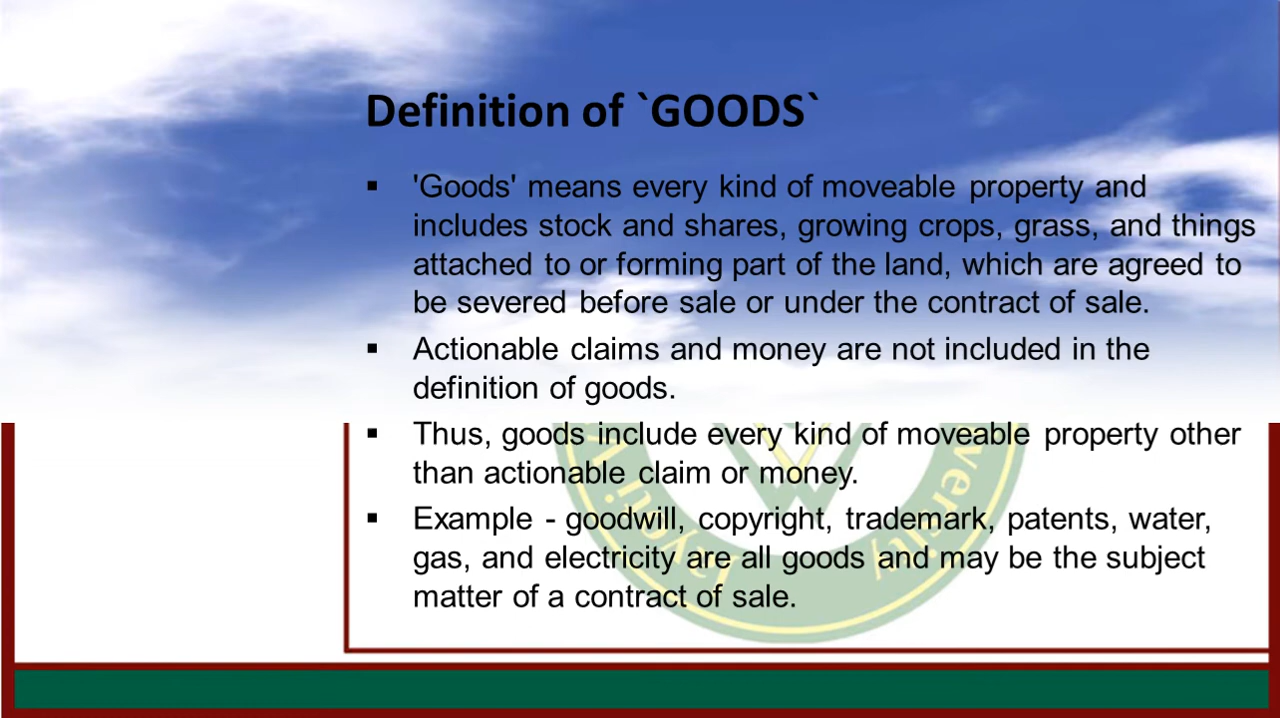 Definition of `GOODS`
▪ 'Goods' means every kind of moveable property and
includes stock and shares, growing crops, grass, and things
attached to or forming part of the land, which are agreed to
be severed before sale or under the contract of sale.
▪ Actionable claims and money are not included in the
definition of goods.
▪ Thus, goods include every kind of moveable property other
than actionable claim or money.
▪ Example - goodwill, copyright, trademark, patents, water,
gas, and electricity are all goods and may be the subject
matter of a contract of sale.